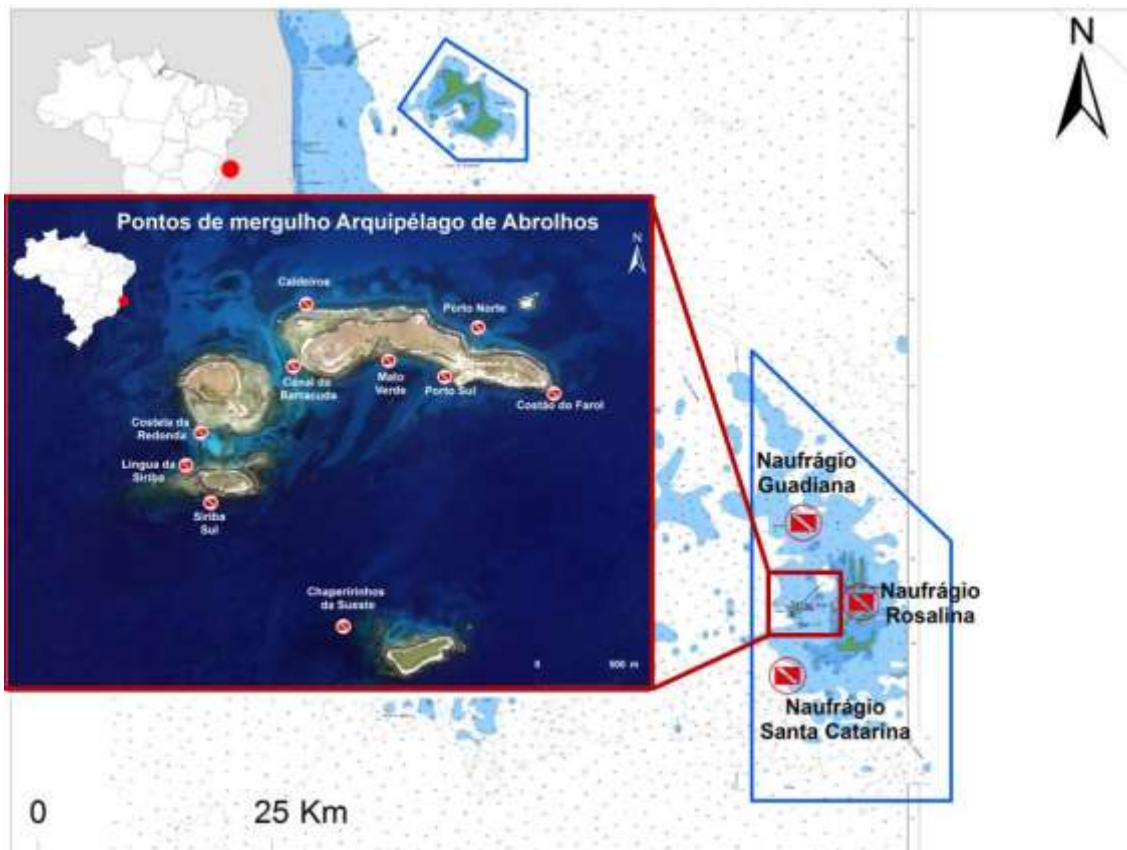 N
Pontos de mergulho Arquipélago de Abrolhos
N
Caldeiros
Porto Norte
Canal da
Barracuda
Mato
Verde
Porto Sul
Costão do Farol
Costela da
Redonda
Língua da
Siriba
Siriba
Sul
Chapeirinhos
da Sueste
0
500 m
Naufrágio
Guadiana
Naufrágio
Rosalina
Naufrágio
Santa Catarina
0
25 Km